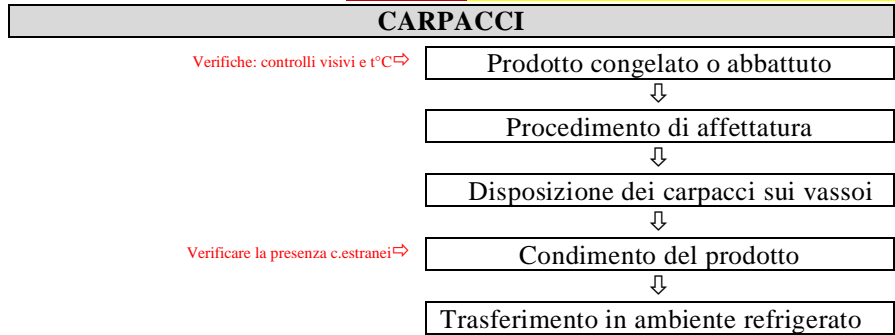 CARPACCI
Verifiche: controlli visivi e t°C⇨ Prodotto congelato o abbattuto
⇩
Procedimento di affettatura
⇩
Disposizione dei carpacci sui vassoi
⇩
Verificare la presenza c.estranei⇨ Condimento del prodotto
⇩
Trasferimento in ambiente refrigerato